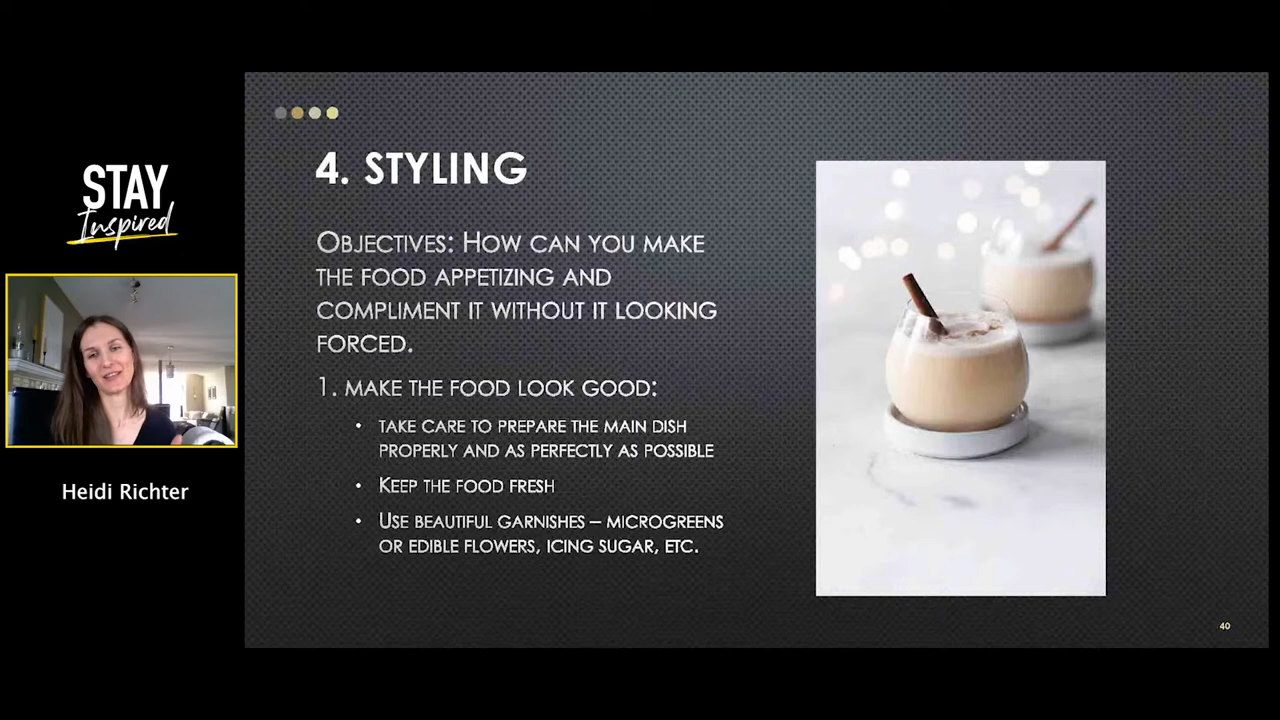 STAY
Inspired
Heidi Richter
4. STYLING
OBJECTIVES: HOW CAN YOU MAKE
THE FOOD APPETIZING AND
COMPLIMENT IT WITHOUT IT LOOKING
FORCED.
1. MAKE THE FOOD LOOK GOOD:
• TAKE CARE TO PREPARE THE MAIN DISH
PROPERLY AND AS PERFECTLY AS POSSIBLE
• KEEP THE FOOD FRESH
• USE BEAUTIFUL GARNISHES – MICROGREENS
OR EDIBLE FLOWERS, ICING SUGAR, ETC.
40